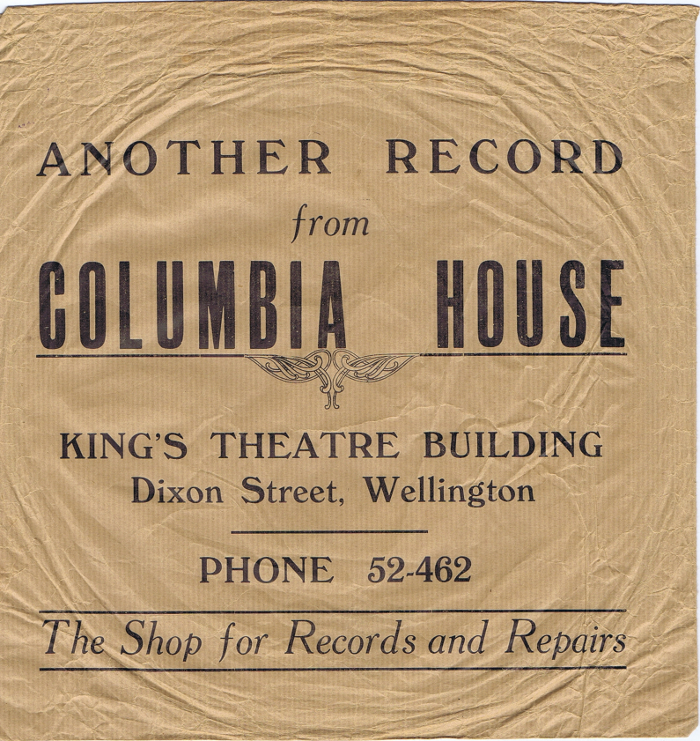 ANOTHER RECORD
from
COLUMBIA HOUSE
KING'S THEATRE BUILDING
Dixon Street, Wellington
PHONE 52-462
The Shop for Records and Repairs